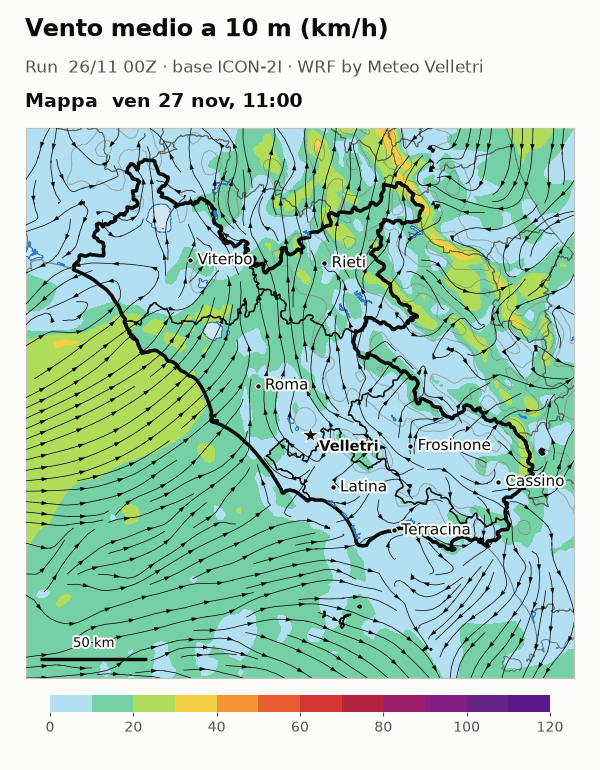 Vento medio a 10 m (km/h)
Run  26/11 00Z · base ICON-2I · WRF by Meteo Velletri
Mappa  ven 27 nov, 11:00
Viterbo
Rieti
Roma
Velletri
Frosinone
Cassino
Latina
Terracina
50 km
0 20 40 60 80 100 120